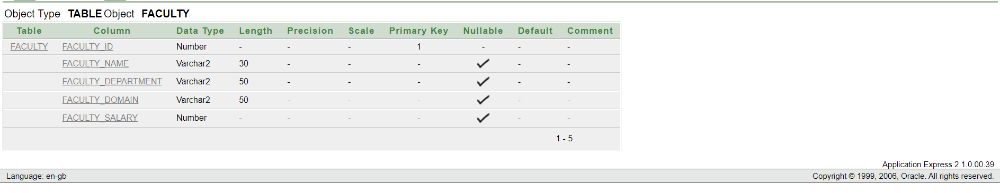 Object Type TABLE Object FACULTY
Table Column Data Type Length Precision Scale Primary Key Nullable Default Comment
FACULTY FACULTY_ID Number - - - 1 - - -
FACULTY_NAME Varchar2 30 - - - - -
FACULTY_DEPARTMENT Varchar2 50 - - - - -
FACULTY_DOMAIN Varchar2 50 - - - - -
FACULTY_SALARY Number - - - - - -
1 - 5
Application Express 2.1.0.00.39
Language: en-gb Copyright © 1999, 2006, Oracle. All rights reserved.